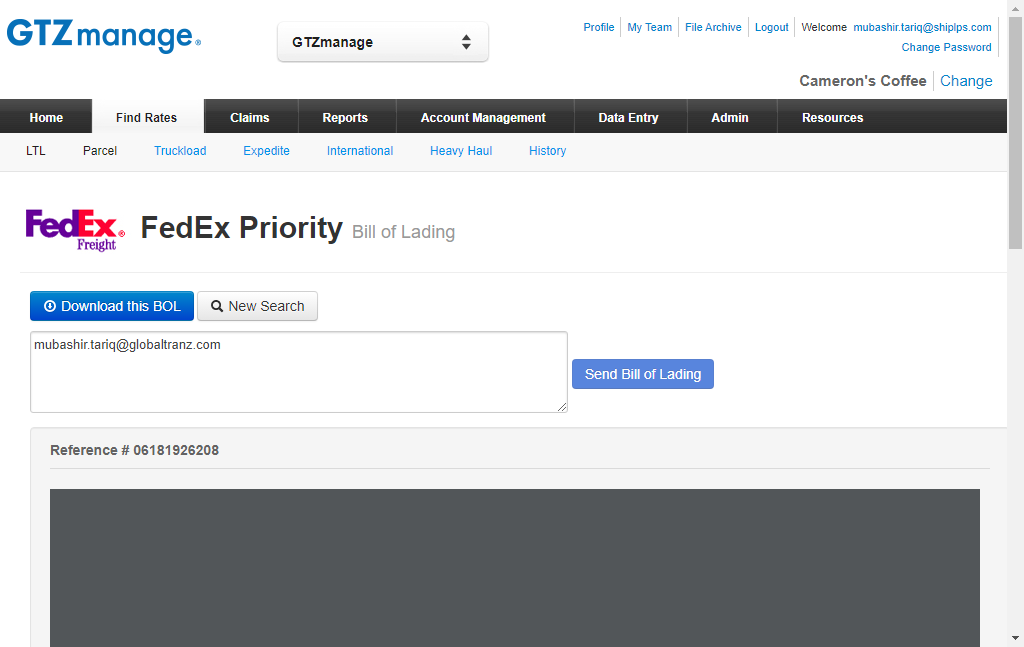 GTZmanage®
GTZmanage
Profile My Team File Archive Logout Welcome mubashir.tariq@shiplps.com
Change Password
Cameron's Coffee Change
Home Find Rates Claims Reports Account Management Data Entry Admin Resources
LTL Parcel Truckload Expedite International Heavy Haul History
FedEx® Freight
FedEx Priority Bill of Lading
Download this BOL New Search
mubashir.tariq@globaltranz.com
Send Bill of Lading
Reference # 06181926208